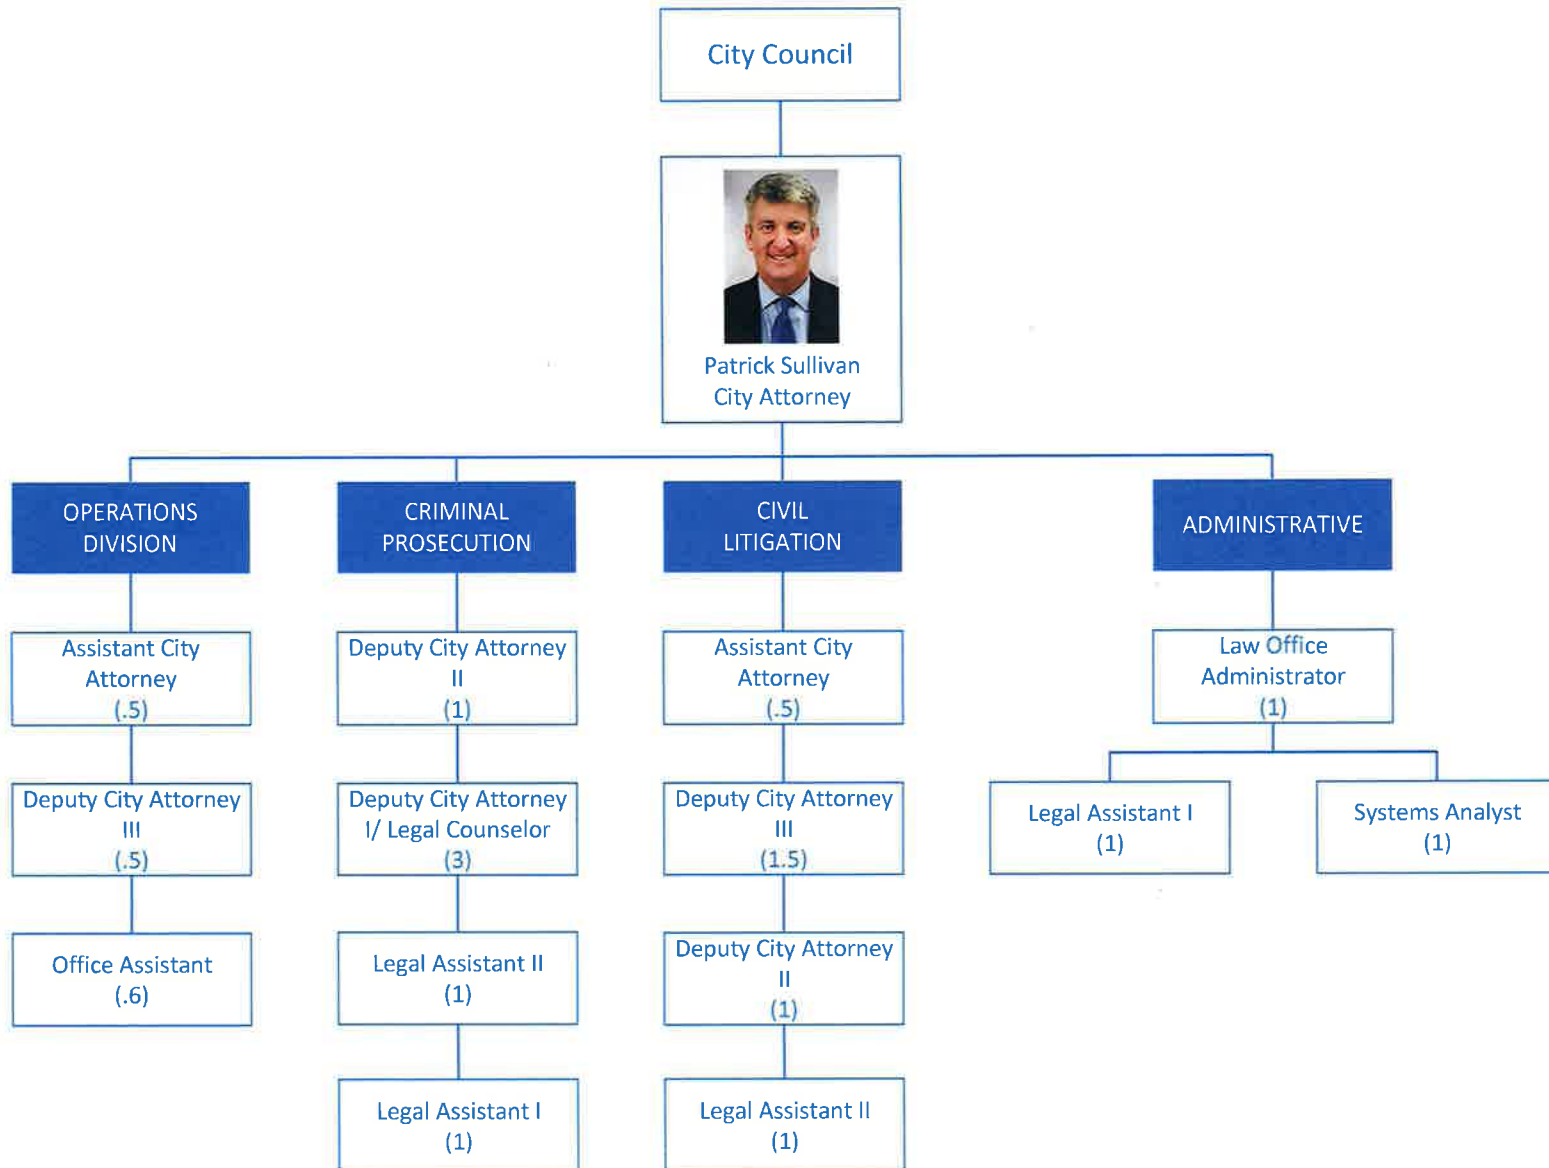 City Council
Patrick Sullivan
City Attorney
OPERATIONS
DIVISION
Assistant City
Attorney
(.5)
Deputy City Attorney
III
(.5)
Office Assistant
(.6)
CRIMINAL
PROSECUTION
Deputy City Attorney
II
(1)
Deputy City Attorney
I/ Legal Counselor
(3)
Legal Assistant II
(1)
Legal Assistant I
(1)
CIVIL
LITIGATION
Assistant City
Attorney
(.5)
Deputy City Attorney
III
(1.5)
Deputy City Attorney
II
(1)
Legal Assistant II
(1)
ADMINISTRATIVE
Law Office
Administrator
(1)
Legal Assistant I
(1)
Systems Analyst
(1)